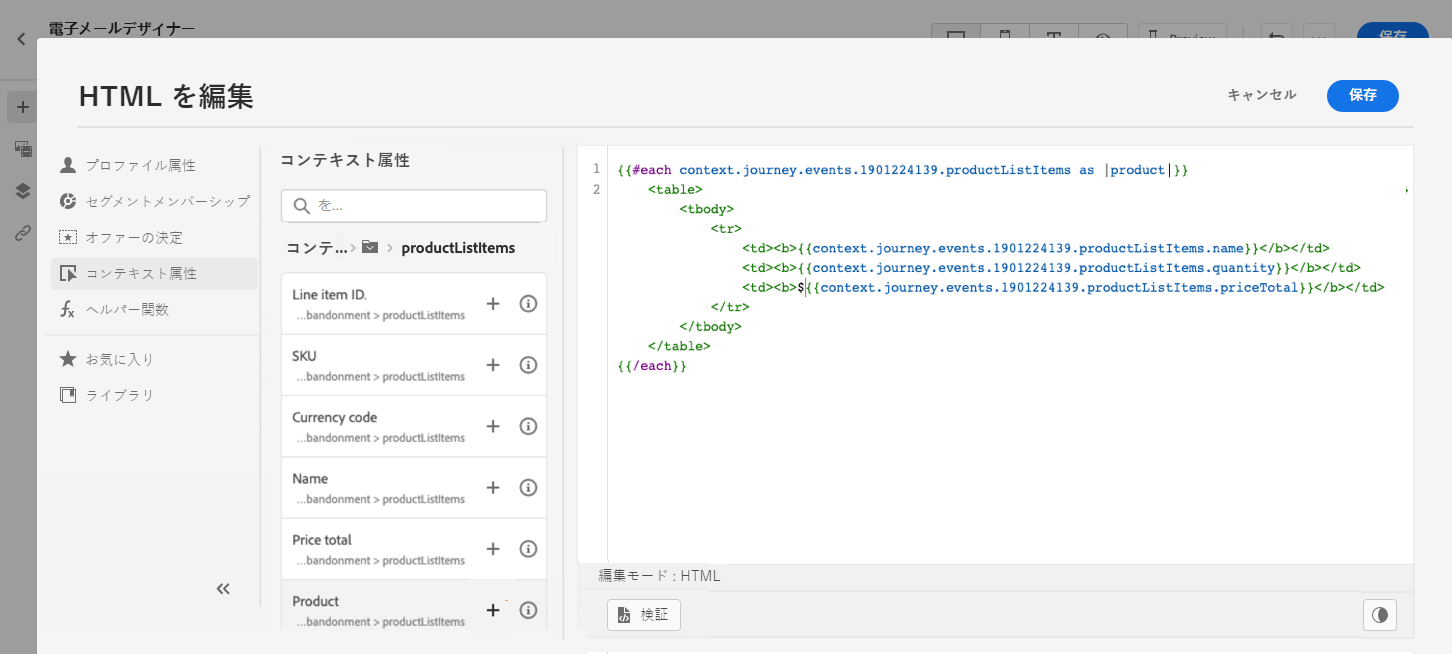 電子メールデザイナー
Preview
保存
HTML を編集
キャンセル
保存
プロファイル属性
セグメントメンバーシップ
オファーの決定
コンテキスト属性
ヘルパー関数
お気に入り
ライブラリ
コンテキスト属性
を...
コンテ... > > productListItems
Line item ID.
...bandonment > productListItems
SKU
...bandonment > productListItems
Currency code
...bandonment > productListItems
Name
...bandonment > productListItems
Price total
...bandonment > productListItems
Product
...bandonment > productListItems
1 {{#each context.journey.events.1901224139.productListItems as |product|}}
2 <table>
<tbody>
<tr>
<td><b>{{context.journey.events.1901224139.productListItems.name}}</b></td>
<td><b>{{context.journey.events.1901224139.productListItems.quantity}}</b></td>
<td><b>${{context.journey.events.1901224139.productListItems.priceTotal}}</b></td>
</tr>
</tbody>
</table>
{{/each}}
編集モード : HTML
検証